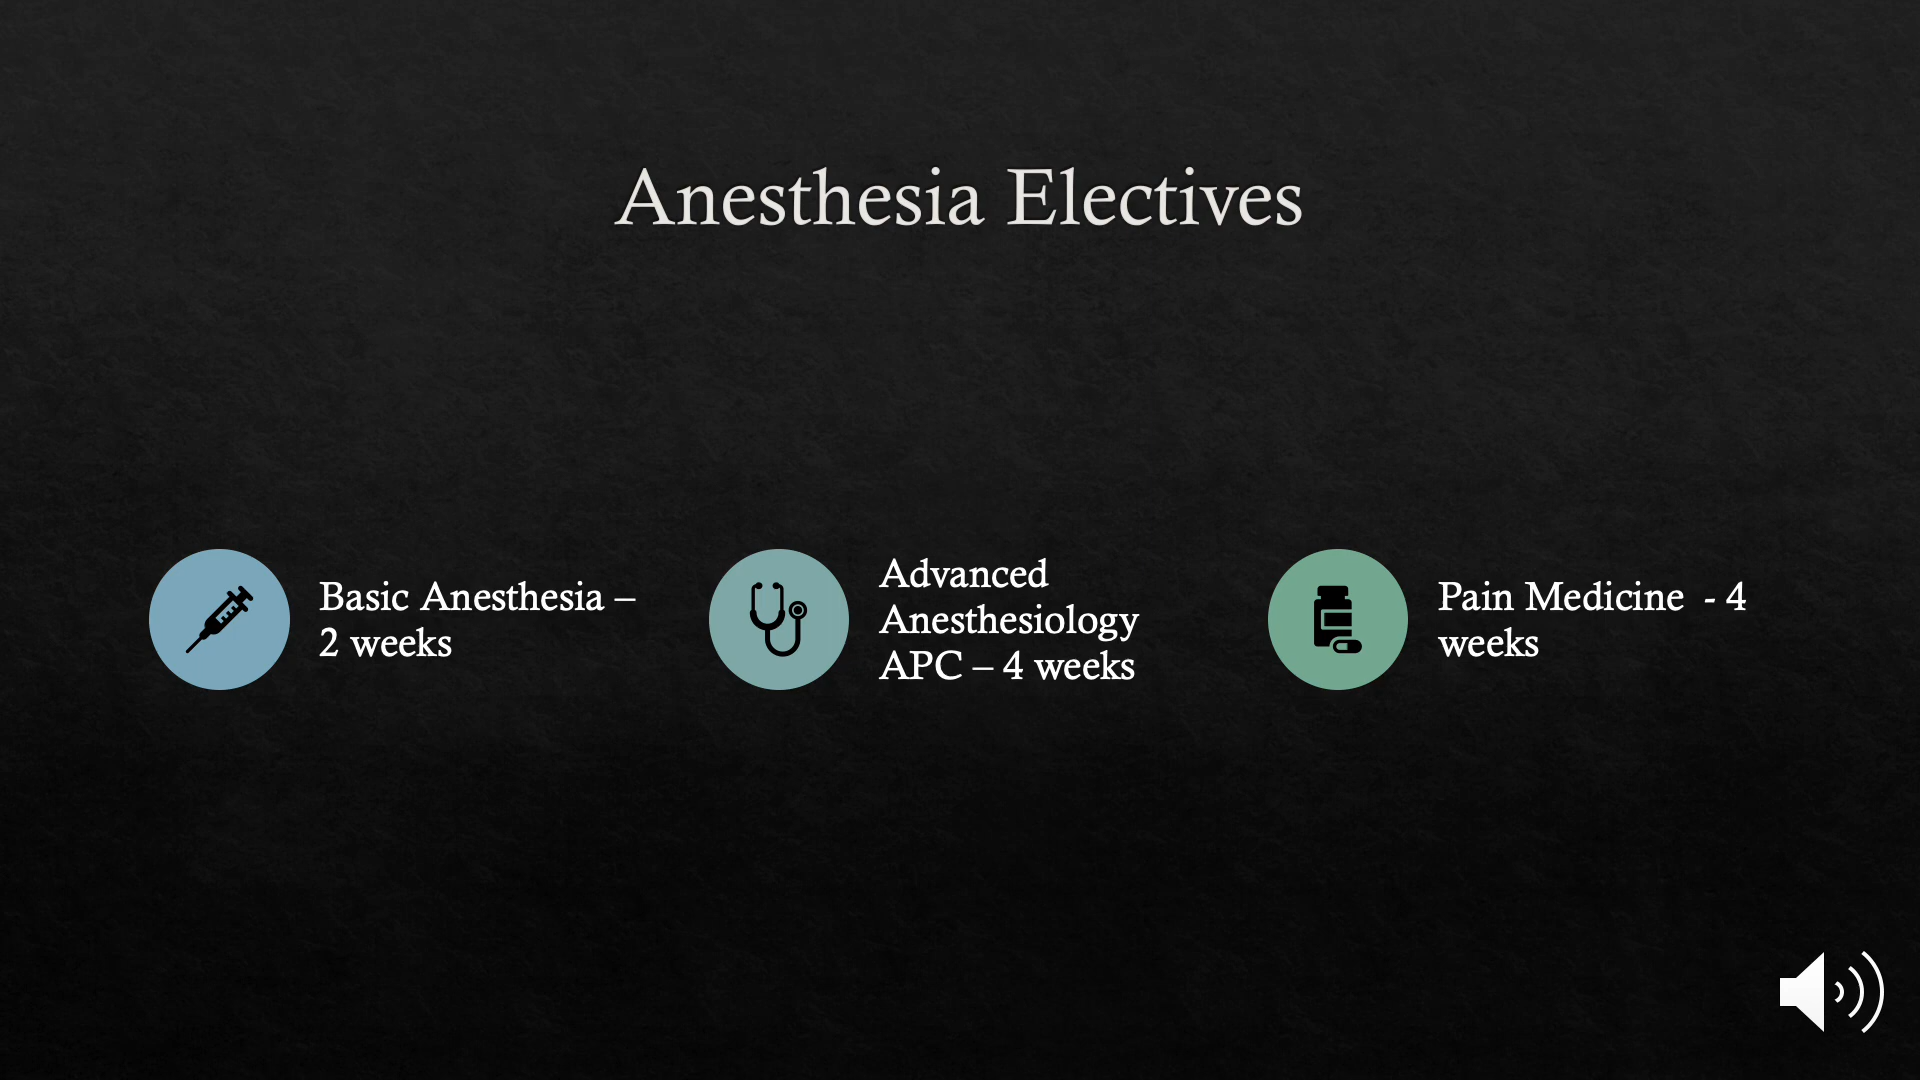 Anesthesia Electives
Basic Anesthesia –
2 weeks
Advanced
Anesthesiology
APC – 4 weeks
Pain Medicine  - 4
weeks